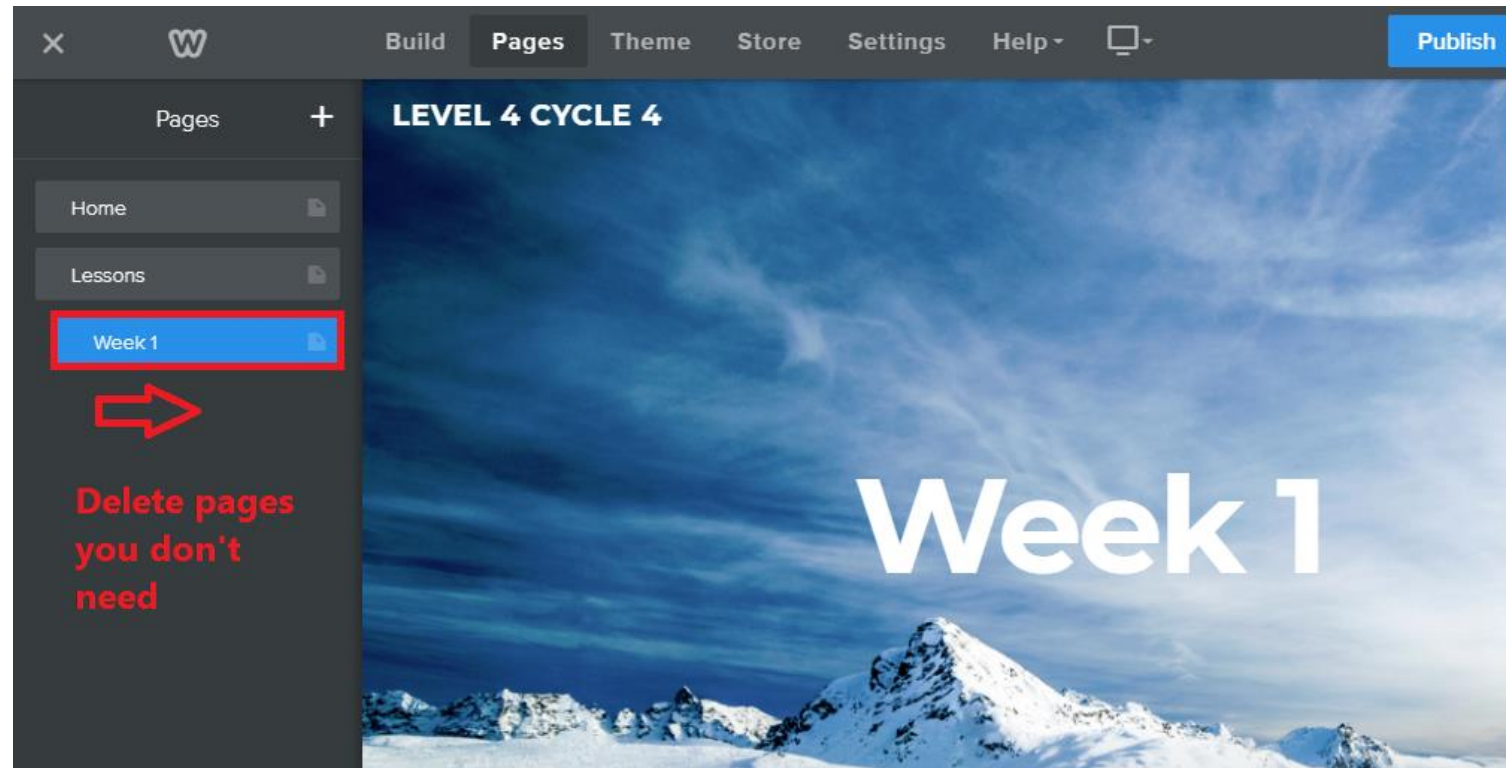 Build Pages Theme Store Settings Help Publish
Pages +
LEVEL 4 CYCLE 4
Home
Lessons
Week 1
Delete pages
you don't
need
Week 1